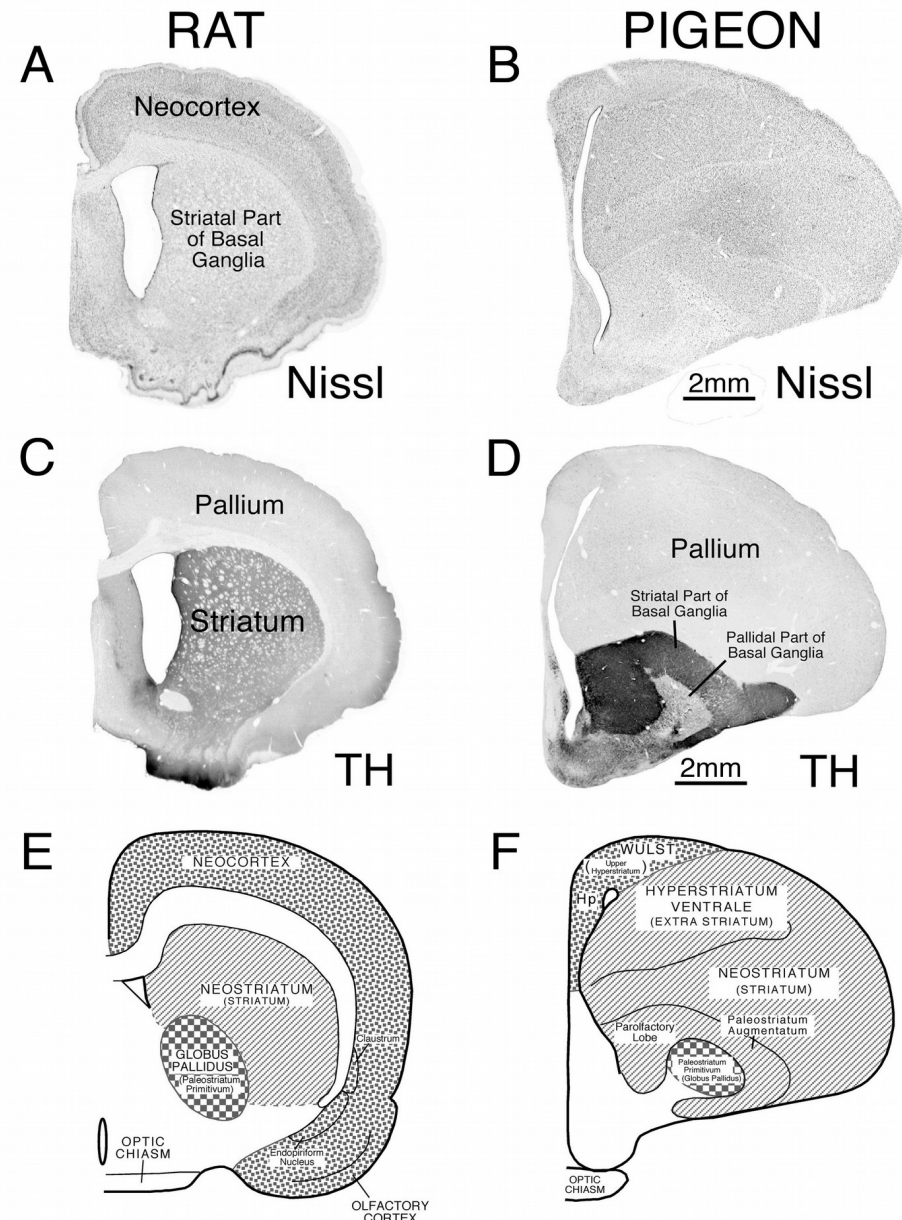 RAT
PIGEON
A
B
Neocortex
Striatal Part
of Basal
Ganglia
Nissl
2mm
Nissl
C
D
Pallium
Striatum
TH
Pallium
Striatal Part of
Basal Ganglia
Pallidal Part of
Basal Ganglia
2mm
TH
E
F
NEOCORTEX
NEOSTRIATUM
(STRIATUM)
GLOBUS
PALLIDUS
(Paleostriatum
Primitivum)
Claustrum
Endopiriform
Nucleus
OPTIC
CHIASM
OLFACTORY
CORTEX
WULST
(Upper
Hyperstriatum)
Hp
HYPERSTRIATUM
VENTRALE
(EXTRA STRIATUM)
NEOSTRIATUM
(STRIATUM)
Paleostriatum
Augmentatum
Parolfactory
Lobe
Paleostriatum
Primitivum
(Globus Pallidus)
OPTIC
CHIASM